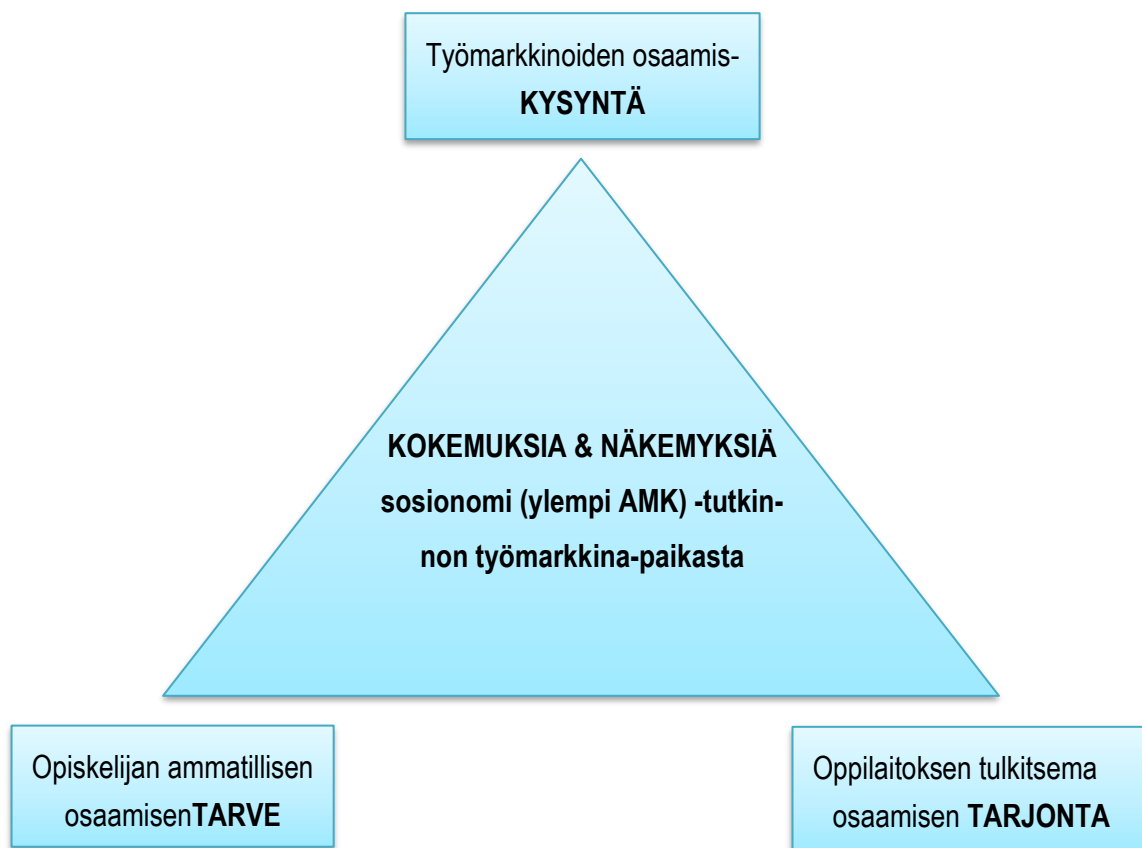 Työmarkkinoiden osaamis-
KYSYNTÄ
KOKEMUKSIA & NÄKEMYKSIÄ
sosionomi (ylempi AMK) -tutkin-
non työmarkkina-paikasta
Opiskelijan ammatillisen
osaamisenTARVE
Oppilaitoksen tulkitsema
osaamisen TARJONTA